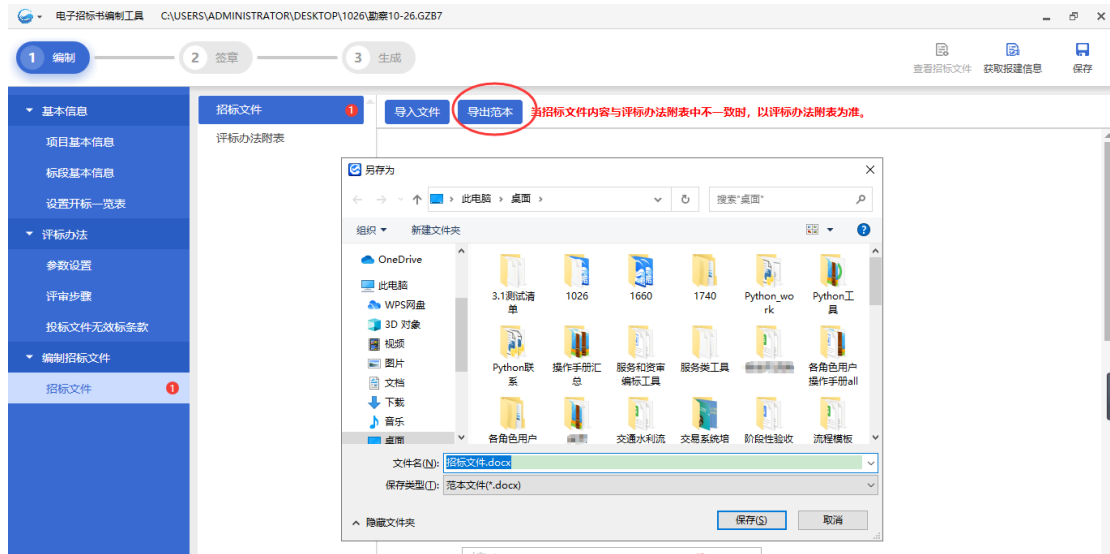 电子招标书编制工具 C:\USERS\ADMINISTRATOR\DESKTOP\1026\勘察10-26.GZB7
1 编制 2 签章 3 生成
查看招标文件 获取报建信息 保存
基本信息
项目基本信息
标段基本信息
设置开标一览表
评标办法
参数设置
评审步骤
投标文件无效标条款
编制招标文件
招标文件 1
招标文件 1
评标办法附表
导入文件 导出范本 当招标文件内容与评标办法附表中不一致时，以评标办法附表为准。
另存为
此电脑 › 桌面 ›
搜索"桌面"
组织 新建文件夹
OneDrive
此电脑
WPS网盘
3D 对象
视频
图片
文档
下载
音乐
桌面
3.1测试清
单
1026
1660
1740
Python_wo
rk
Python工
具
Python联
系
操作手册汇
总
服务和资审
编标工具
服务类工具
各角色用户
操作手册all
各角色用户
交通水利流
交易系统培
阶段性验收
流程模板
文件名(N): 招标文件.docx
保存类型(T): 范本文件(*.docx)
隐藏文件夹
保存(S) 取消